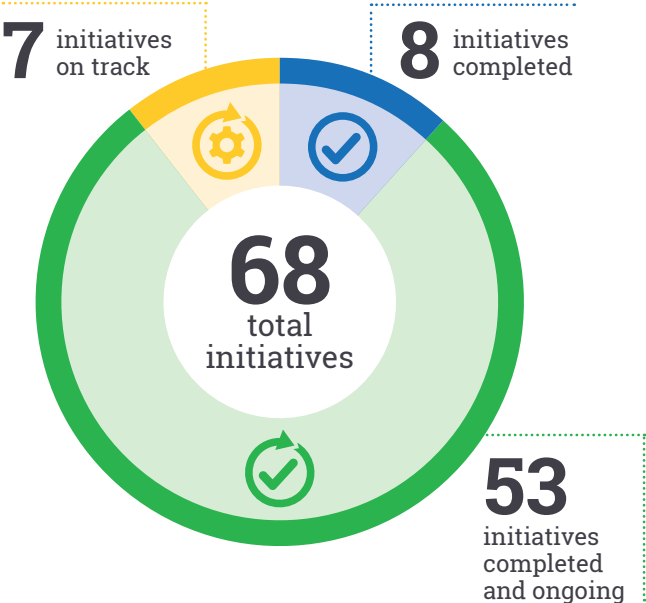 7
initiatives
on track
8
initiatives
completed
68
total
initiatives
53
initiatives
completed
and ongoing